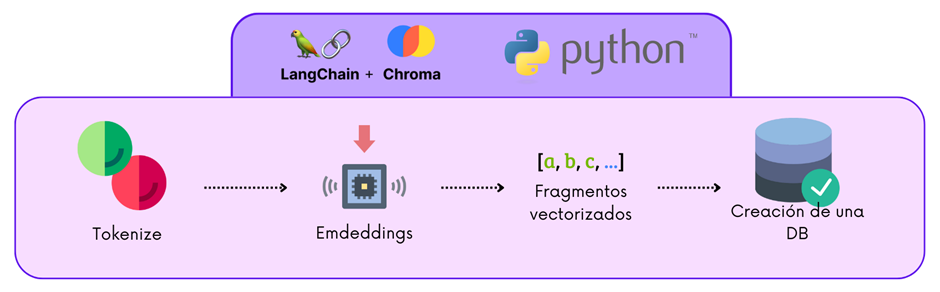 LangChain + Chroma
python™
Tokenize
Emdeddings
[a, b, c, ...]
Fragmentos
vectorizados
Creación de una
DB